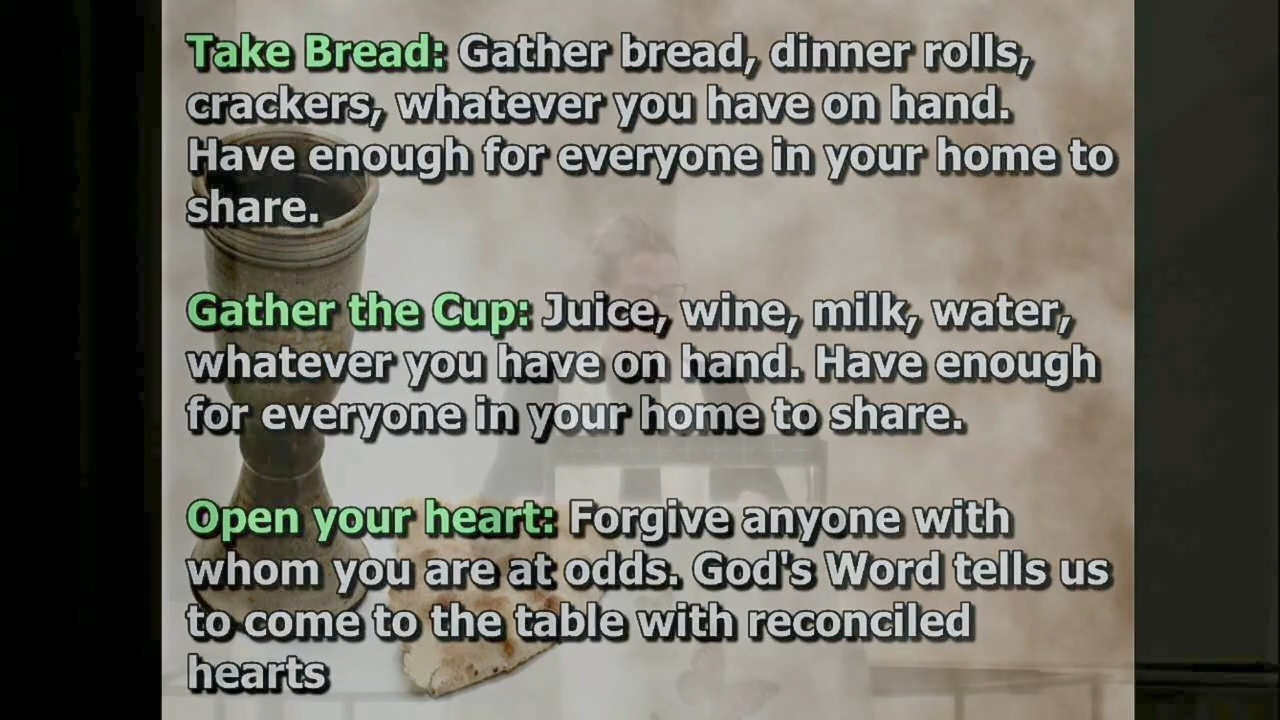 Take Bread: Gather bread, dinner rolls,
crackers, whatever you have on hand.
Have enough for everyone in your home to
share.
Gather the Cup: Juice, wine, milk, water,
whatever you have on hand. Have enough
for everyone in your home to share.
Open your heart: Forgive anyone with
whom you are at odds. God's Word tells us
to come to the table with reconciled
hearts